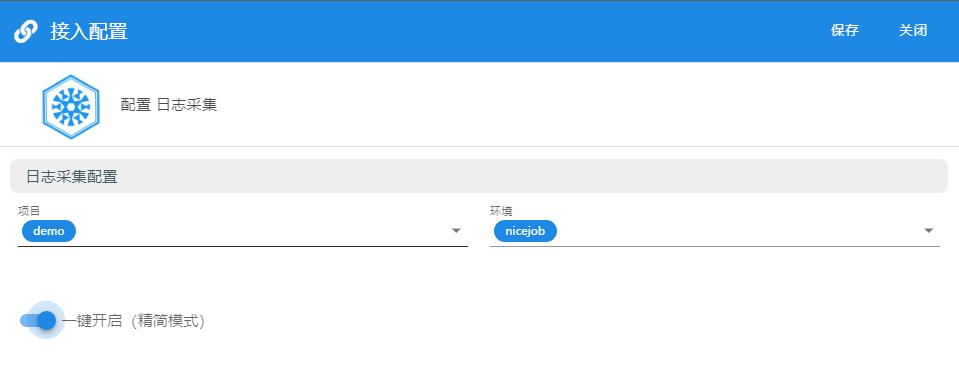 接入配置 保存 关闭
配置 日志采集
日志采集配置
项目 环境
demo nicejob
一键开启（精简模式）